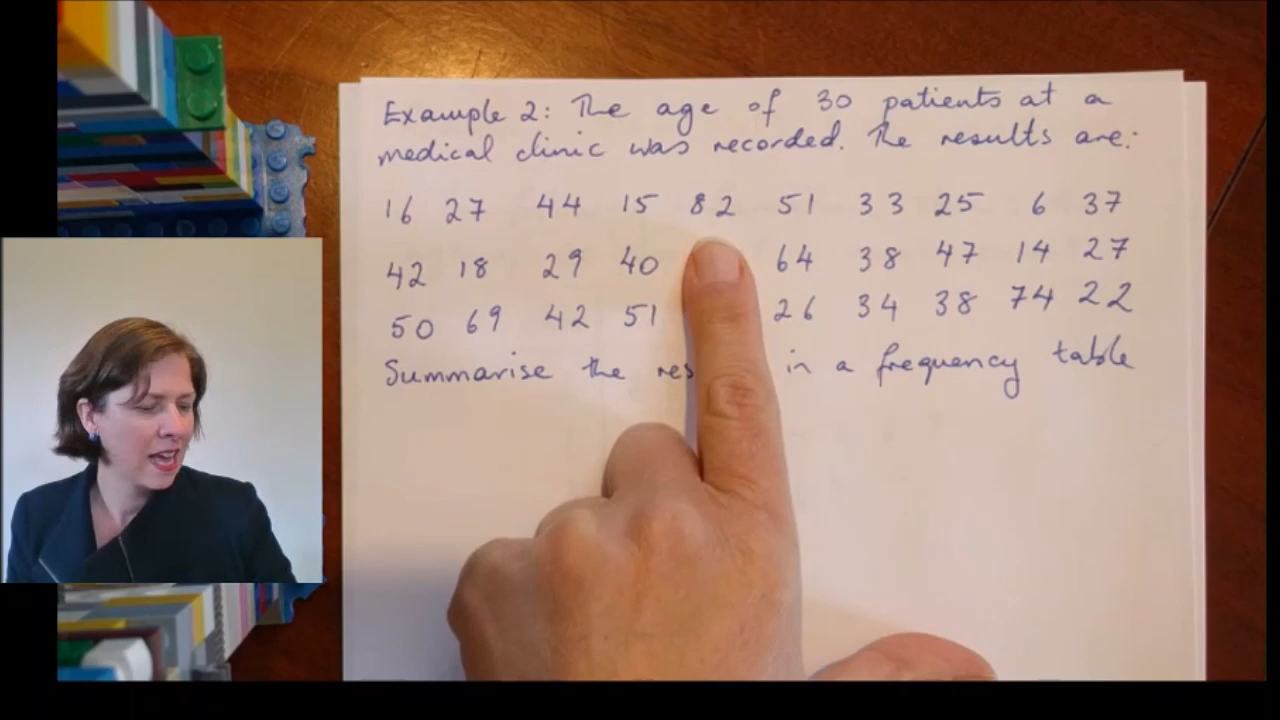 Example 2: The age of 30 patients at a
medical clinic was recorded. The results are:
16 27 44 15 82 51 33 25 6 37
42 18 29 40 64 38 47 14 27
50 69 42 51 26 34 38 74 22
Summarise the in a frequency table